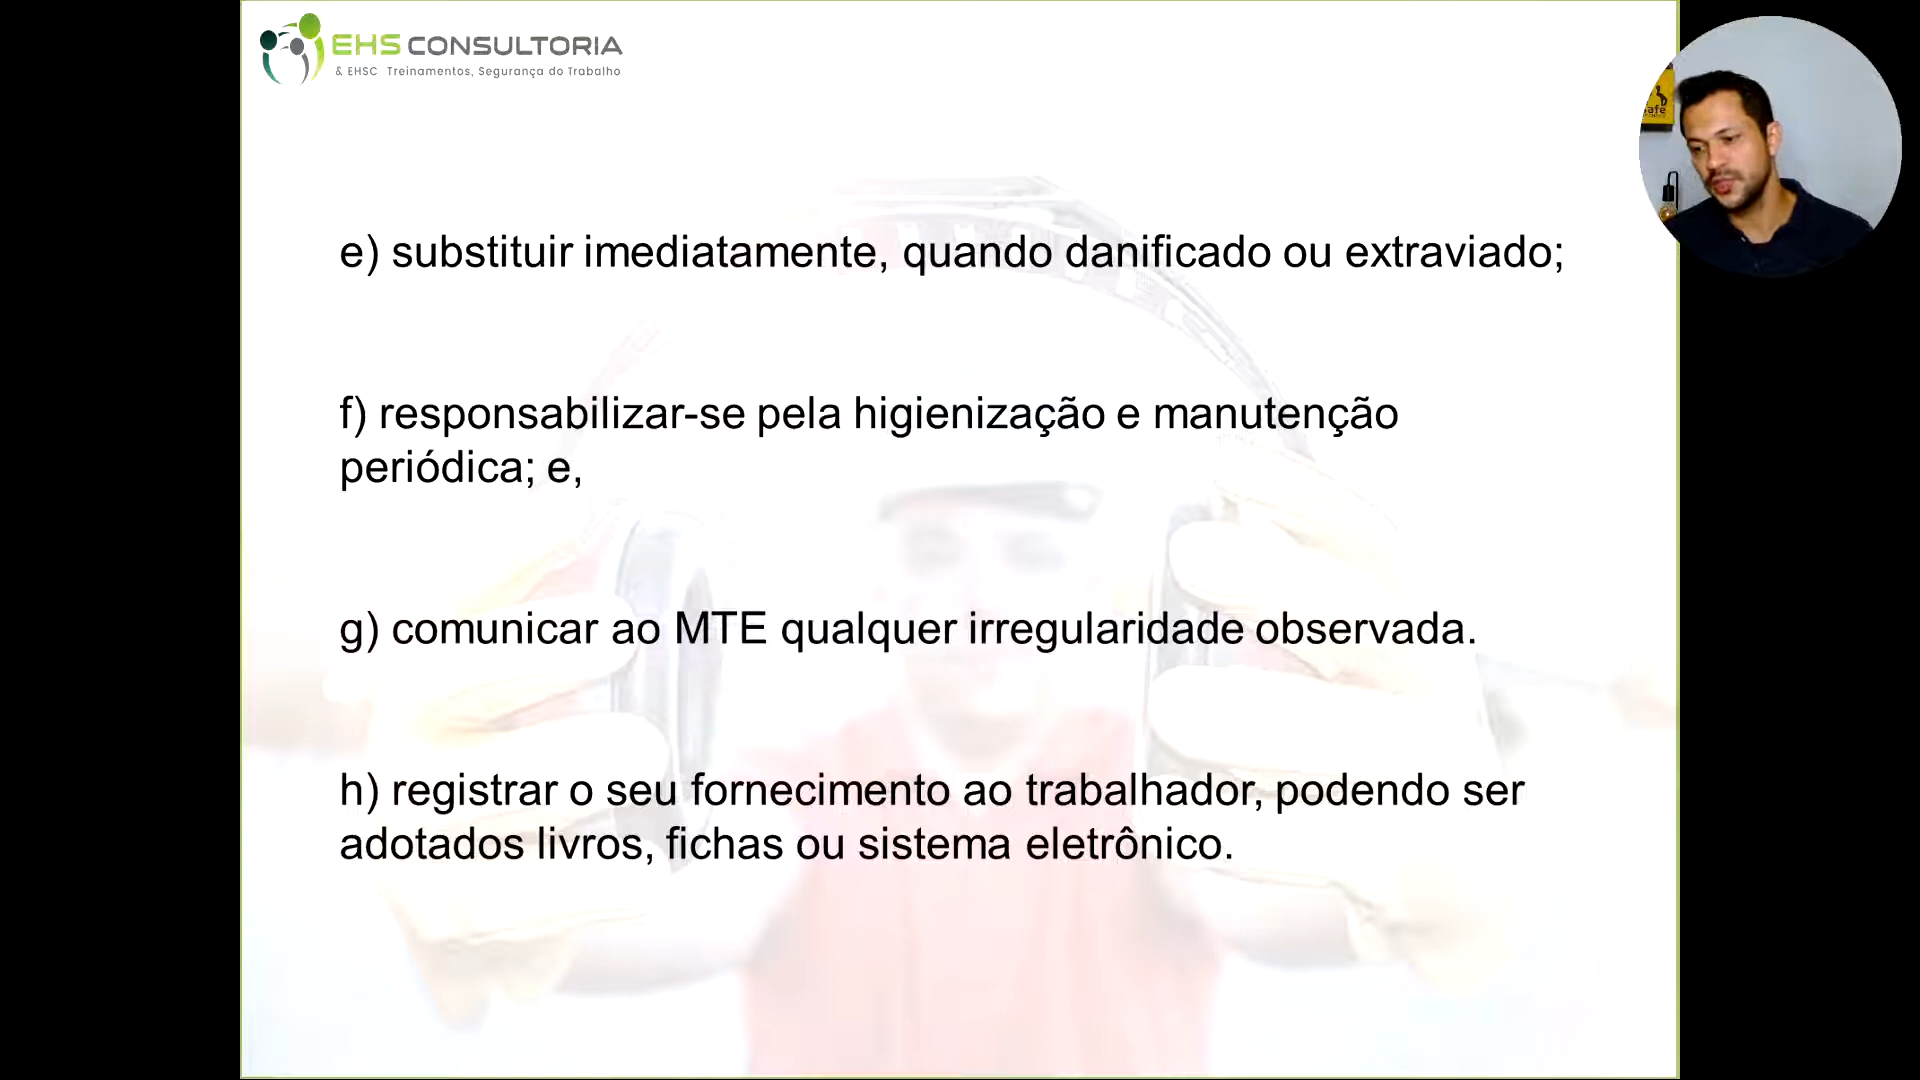 EHS CONSULTORIA
& EHSC Treinamentos, Segurança do Trabalho
e) substituir imediatamente, quando danificado ou extraviado;
f) responsabilizar-se pela higienização e manutenção
periódica; e,
g) comunicar ao MTE qualquer irregularidade observada.
h) registrar o seu fornecimento ao trabalhador, podendo ser
adotados livros, fichas ou sistema eletrônico.